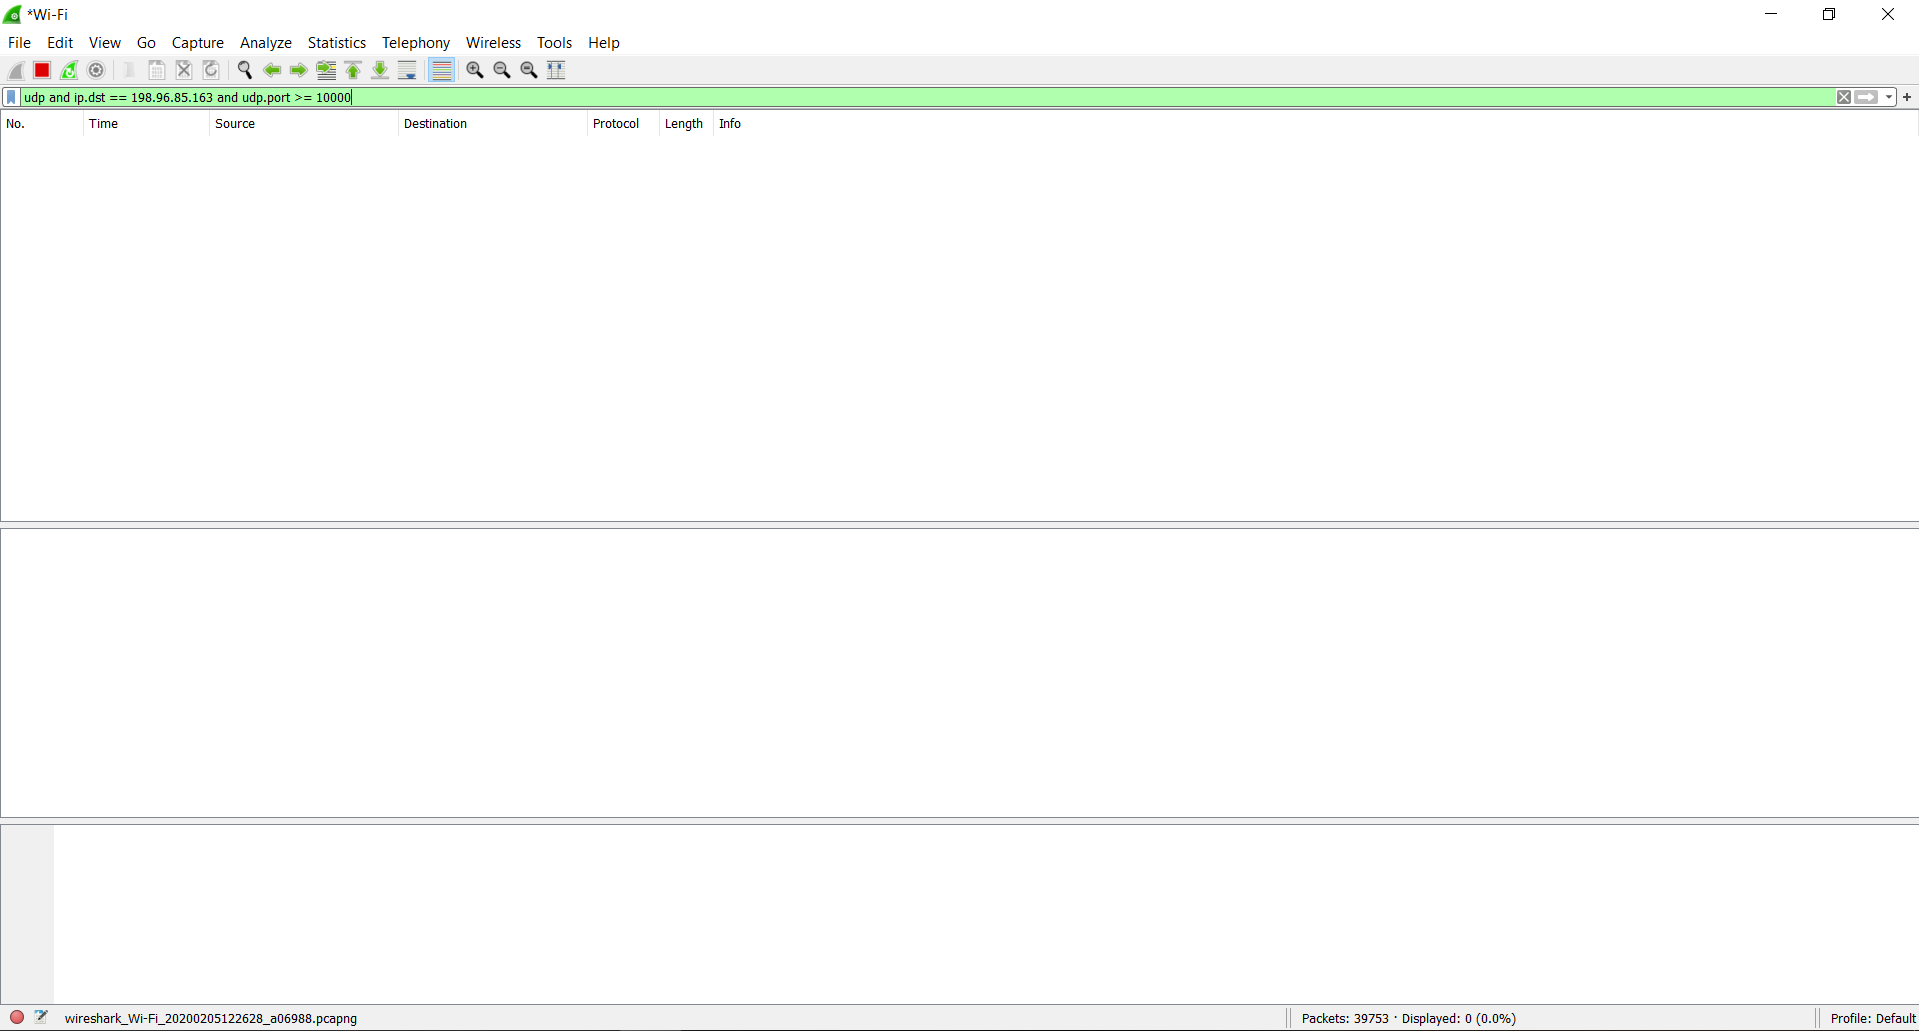 *Wi-Fi
File Edit View Go Capture Analyze Statistics Telephony Wireless Tools Help
udp and ip.dst == 198.96.85.163 and udp.port >= 10000
No. Time Source Destination Protocol Length Info
wireshark_Wi-Fi_20200205122628_a06988.pcapng Packets: 39753 · Displayed: 0 (0.0%) Profile: Default